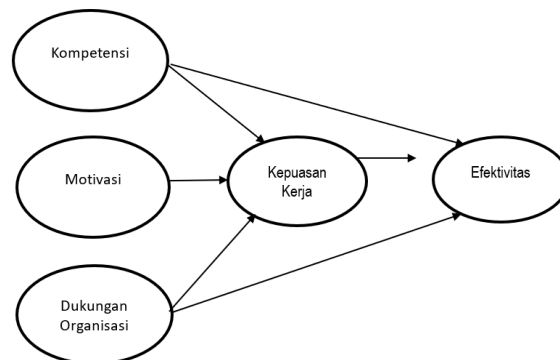 Kompetensi
Motivasi
Kepuasan
Kerja
Efektivitas
Dukungan
Organisasi